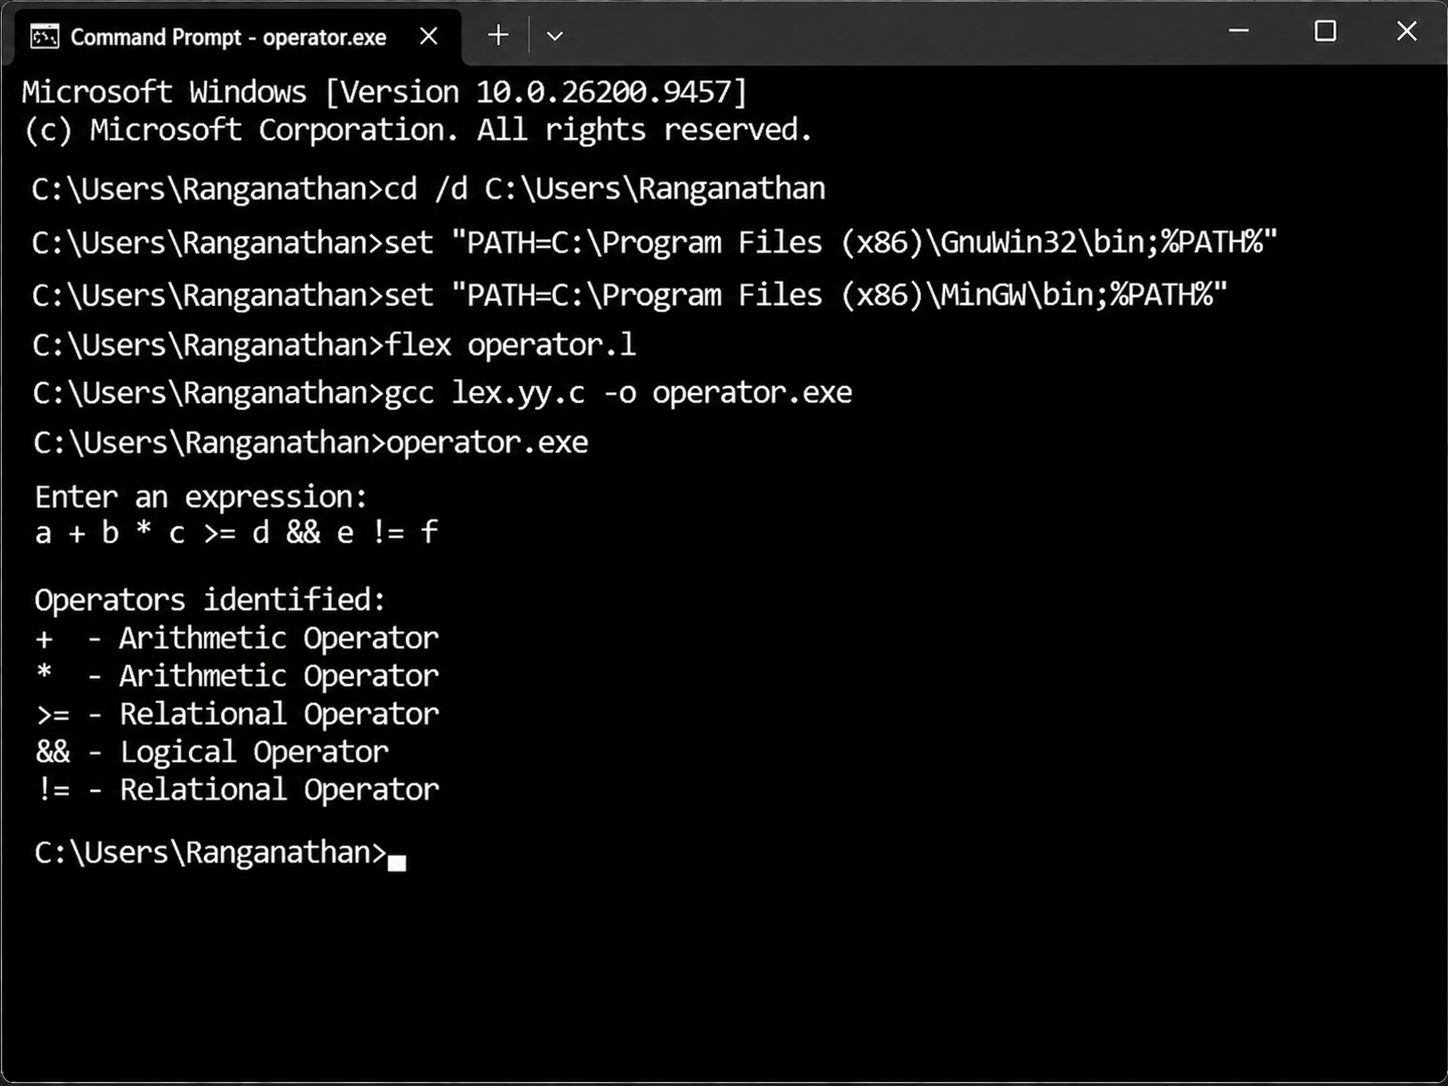 Command Prompt - operator.exe
Microsoft Windows [Version 10.0.26200.9457]
(c) Microsoft Corporation. All rights reserved.
C:\Users\Ranganathan>cd /d C:\Users\Ranganathan
C:\Users\Ranganathan>set "PATH=C:\Program Files (x86)\GnuWin32\bin;%PATH%"
C:\Users\Ranganathan>set "PATH=C:\Program Files (x86)\MinGW\bin;%PATH%"
C:\Users\Ranganathan>flex operator.l
C:\Users\Ranganathan>gcc lex.yy.c -o operator.exe
C:\Users\Ranganathan>operator.exe
Enter an expression:
a + b * c >= d && e != f
Operators identified:
+  - Arithmetic Operator
*  - Arithmetic Operator
>= - Relational Operator
&& - Logical Operator
!= - Relational Operator
C:\Users\Ranganathan>